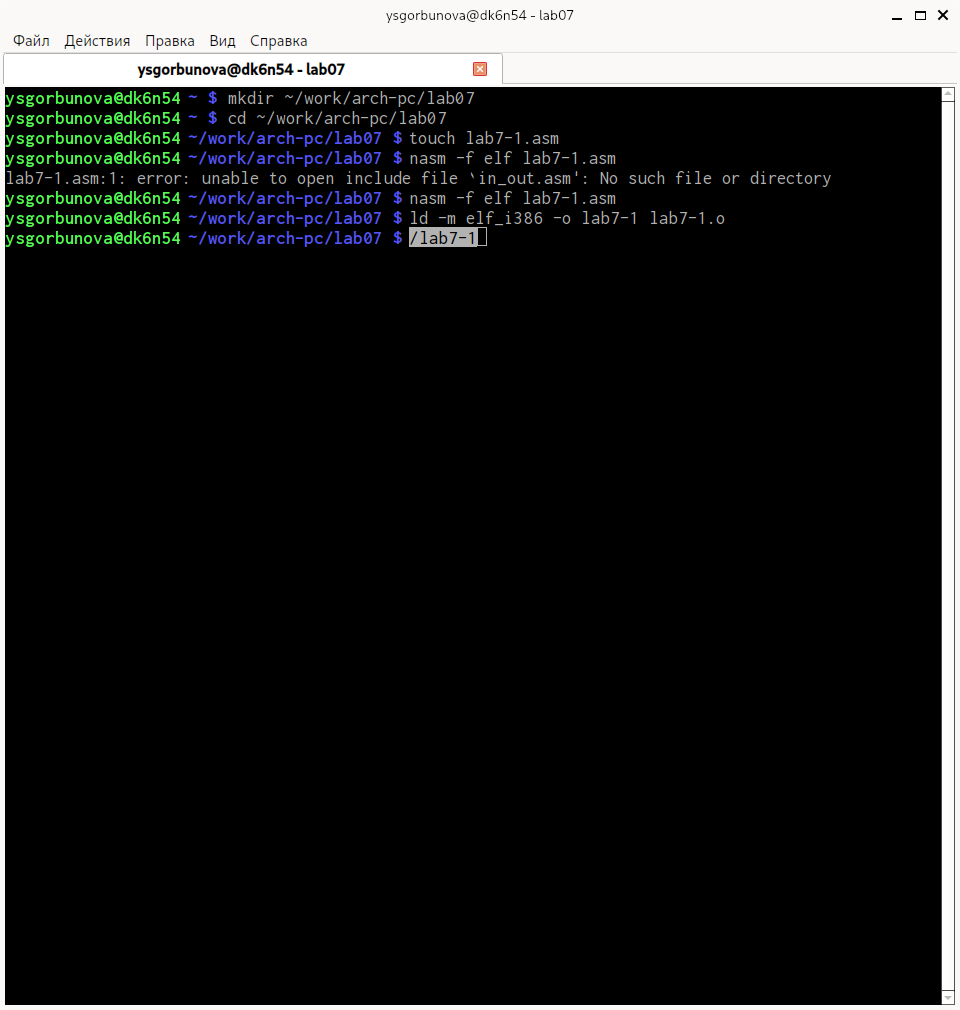 ysgorbunova@dk6n54 - lab07
Файл Действия Правка Вид Справка
ysgorbunova@dk6n54 - lab07
ysgorbunova@dk6n54 ~ $ mkdir ~/work/arch-pc/lab07
ysgorbunova@dk6n54 ~ $ cd ~/work/arch-pc/lab07
ysgorbunova@dk6n54 ~/work/arch-pc/lab07 $ touch lab7-1.asm
ysgorbunova@dk6n54 ~/work/arch-pc/lab07 $ nasm -f elf lab7-1.asm
lab7-1.asm:1: error: unable to open include file `in_out.asm': No such file or directory
ysgorbunova@dk6n54 ~/work/arch-pc/lab07 $ nasm -f elf lab7-1.asm
ysgorbunova@dk6n54 ~/work/arch-pc/lab07 $ ld -m elf_i386 -o lab7-1 lab7-1.o
ysgorbunova@dk6n54 ~/work/arch-pc/lab07 $ /lab7-1